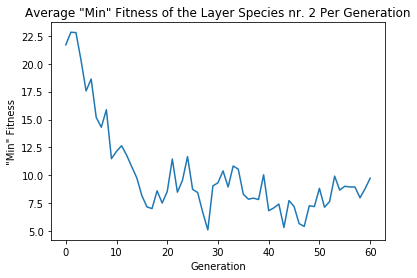 Average "Min" Fitness of the Layer Species nr. 2 Per Generation
22.5
20.0
17.5
15.0
12.5
10.0
7.5
5.0
"Min" Fitness
0 10 20 30 40 50 60
Generation